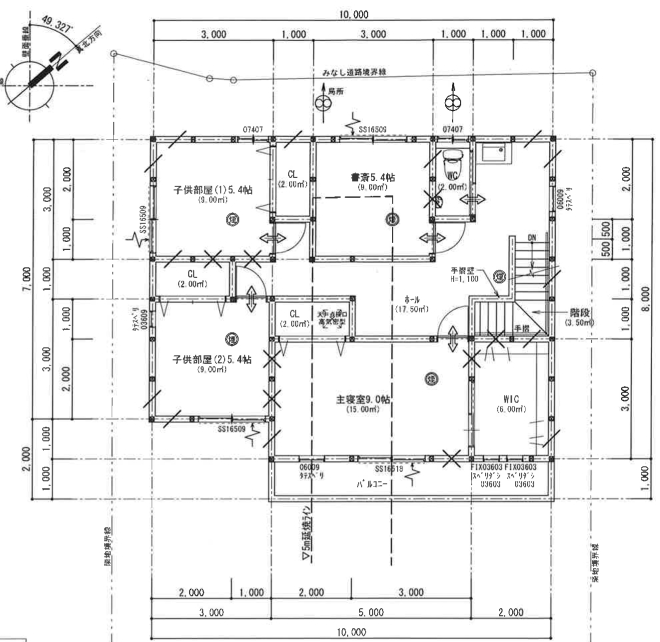 49.327°
真北方向
10,000
3,000
1,000
3,000
1,000
1,000
1,000
みなし道路境界線
局所
07407
SS16509
07407
子供部屋(1)5.4帖
(9.00㎡)
CL
(2.00㎡)
書斎5.4帖
(9.00㎡)
WC
(2.00㎡)
06009
ﾀﾃｽﾍﾞﾘ
SS16509
7,000
3,000
2,000
1,000
1,000
1,000
3,000
2,000
2,000
1,000
1,000
CL
(2.00㎡)
DN
手摺壁
H=1,100
ﾎｰﾙ
(17.50㎡)
階段
(3.50㎡)
手摺
CL
(2.00㎡)
天井点検口
高気密型
ﾀﾃｽﾍﾞﾘ
03609
子供部屋(2)5.4帖
(9.00㎡)
主寝室9.0帖
(15.00㎡)
WIC
(6.00㎡)
SS16509
06009
ﾀﾃｽﾍﾞﾘ
SS16519
FIX03603
ｽﾍﾞﾘﾀﾞｼ
03603
FIX03603
ｽﾍﾞﾘﾀﾞｼ
03603
ﾊﾞﾙｺﾆｰ
▽5m延焼ﾗｲﾝ
隣地境界線
隣地境界線
2,000
500
500
1,000
1,000
1,000
3,000
1,000
8,000
2,000
1,000
2,000
3,000
3,000
5,000
2,000
10,000